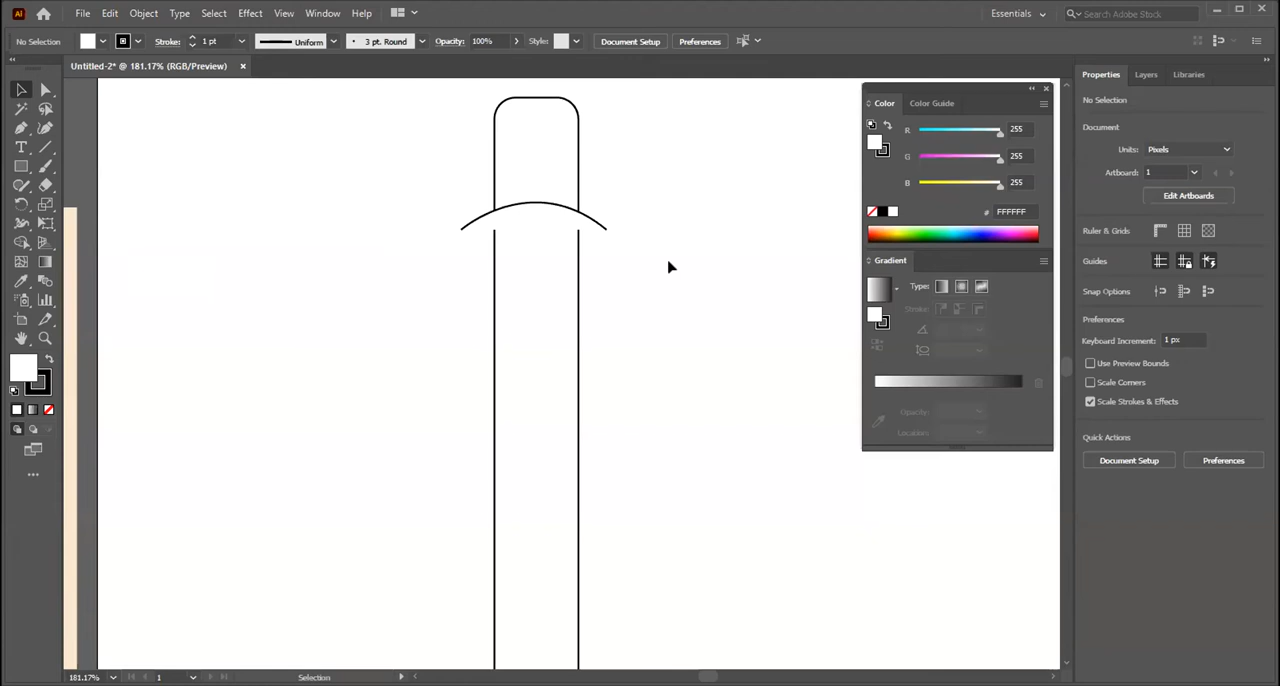 Ai File Edit Object Type Select Effect View Window Help Essentials Search Adobe Stock
No Selection Stroke: 1 pt Uniform 3 pt. Round Opacity: 100% Style: Document Setup Preferences
Untitled-2* @ 181.17% (RGB/Preview) ×
Color Color Guide
R 255
G 255
B 255
# FFFFFF
Gradient
Type:
Stroke:
Opacity:
Location:
Properties Layers Libraries
No Selection
Document
Units: Pixels
Artboard: 1
Edit Artboards
Ruler & Grids
Guides
Snap Options
Preferences
Keyboard Increment: 1 px
Use Preview Bounds
Scale Corners
Scale Strokes & Effects
Quick Actions
Document Setup Preferences
181.17% 1 Selection